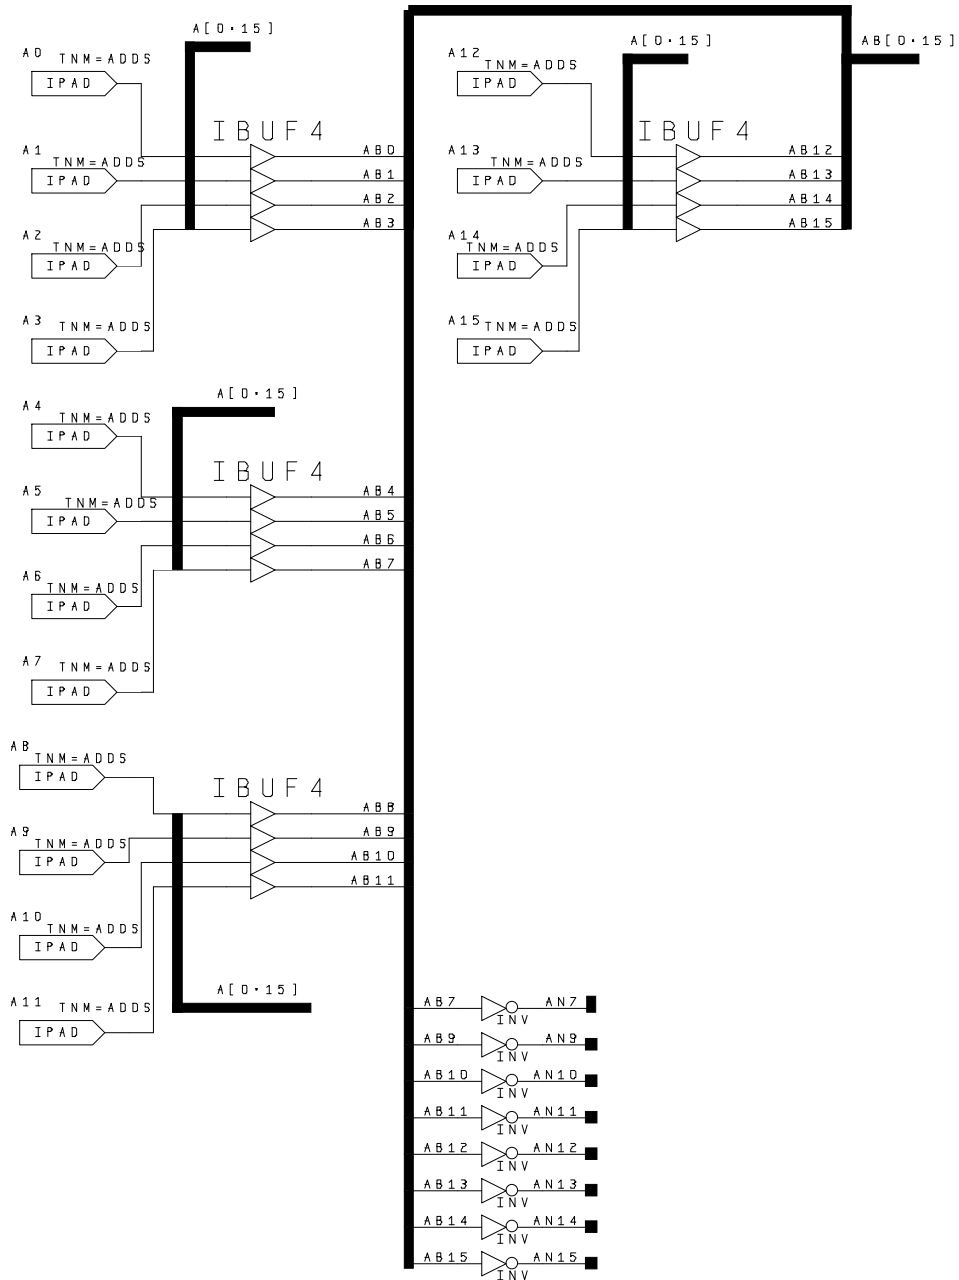 A[0·15]
A0
TNM=ADDS
IPAD
IBUF4
A1
TNM=ADDS
IPAD
AB0
AB1
AB2
AB3
A2
TNM=ADDS
IPAD
A3
TNM=ADDS
IPAD
A[0·15]
A4
TNM=ADDS
IPAD
IBUF4
A5
TNM=ADDS
IPAD
AB4
AB5
AB6
AB7
A6
TNM=ADDS
IPAD
A7
TNM=ADDS
IPAD
A8
TNM=ADDS
IPAD
IBUF4
AB8
AB9
AB10
AB11
A9
TNM=ADDS
IPAD
A10
TNM=ADDS
IPAD
A[0·15]
A11
TNM=ADDS
IPAD
A[0·15]
AB[0·15]
A12
TNM=ADDS
IPAD
IBUF4
A13
TNM=ADDS
IPAD
AB12
AB13
AB14
AB15
A14
TNM=ADDS
IPAD
A15
TNM=ADDS
IPAD
AB7 INV AN7
AB9 INV AN9
AB10 INV AN10
AB11 INV AN11
AB12 INV AN12
AB13 INV AN13
AB14 INV AN14
AB15 INV AN15